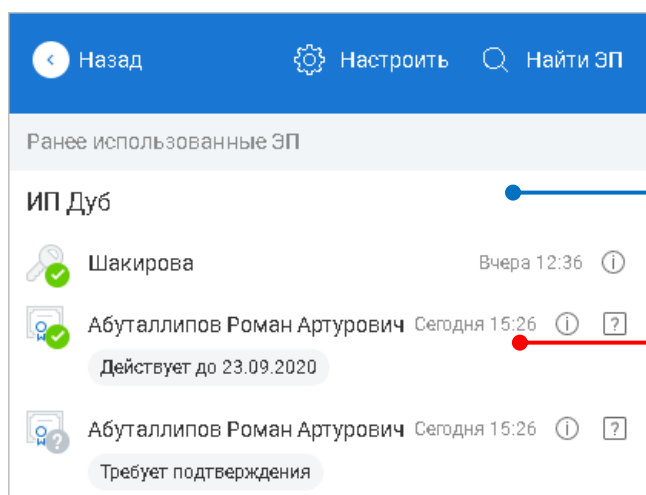 Назад Настроить Найти ЭП
Ранее использованные ЭП
ИП Дуб
Шакирова Вчера 12:36
Абуталлипов Роман Артурович Сегодня 15:26 ?
Действует до 23.09.2020
Абуталлипов Роман Артурович Сегодня 15:26 ?
Требует подтверждения